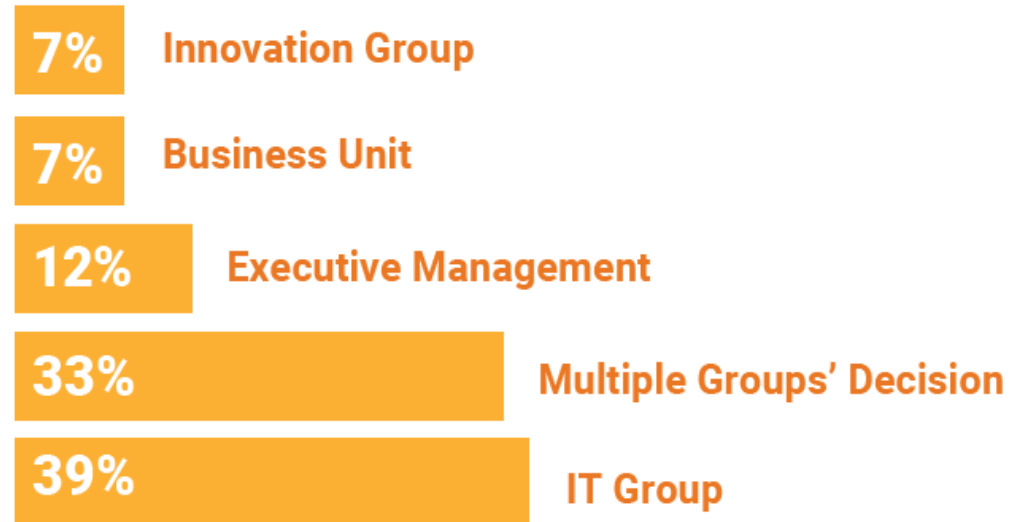 7% Innovation Group
7% Business Unit
12% Executive Management
33% Multiple Groups’ Decision
39% IT Group